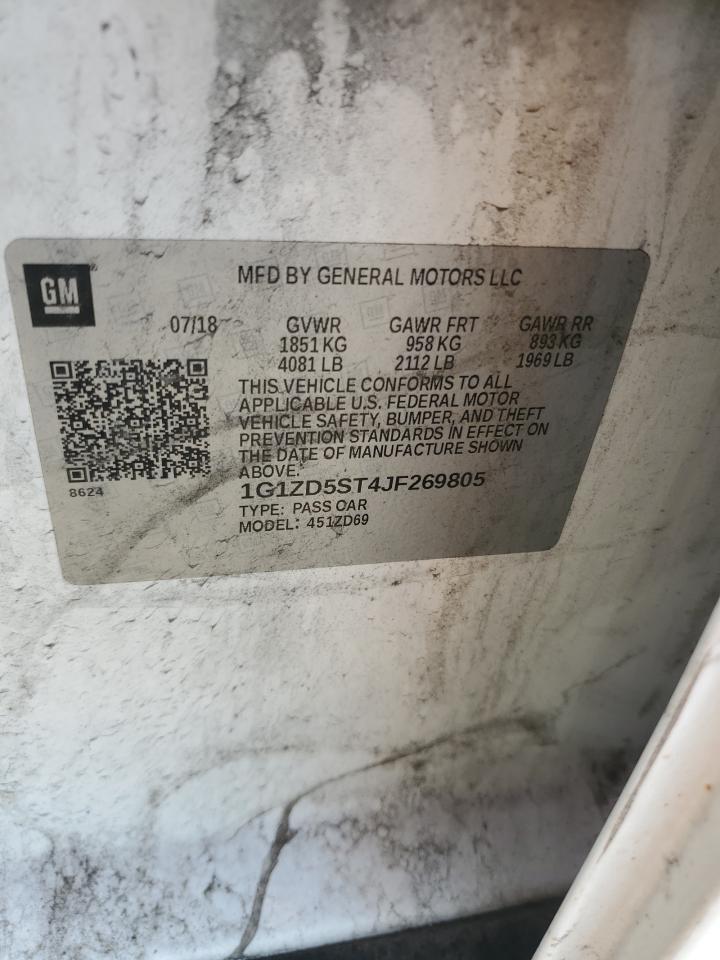 GM
MFD BY GENERAL MOTORS LLC
07/18 GVWR GAWR FRT GAWR RR
1851 KG 958 KG 893 KG
4081 LB 2112 LB 1969 LB
THIS VEHICLE CONFORMS TO ALL
APPLICABLE U.S. FEDERAL MOTOR
VEHICLE SAFETY, BUMPER, AND THEFT
PREVENTION STANDARDS IN EFFECT ON
THE DATE OF MANUFACTURE SHOWN
ABOVE.
8624
1G1ZD5ST4JF269805
TYPE: PASS CAR
MODEL: 451ZD69